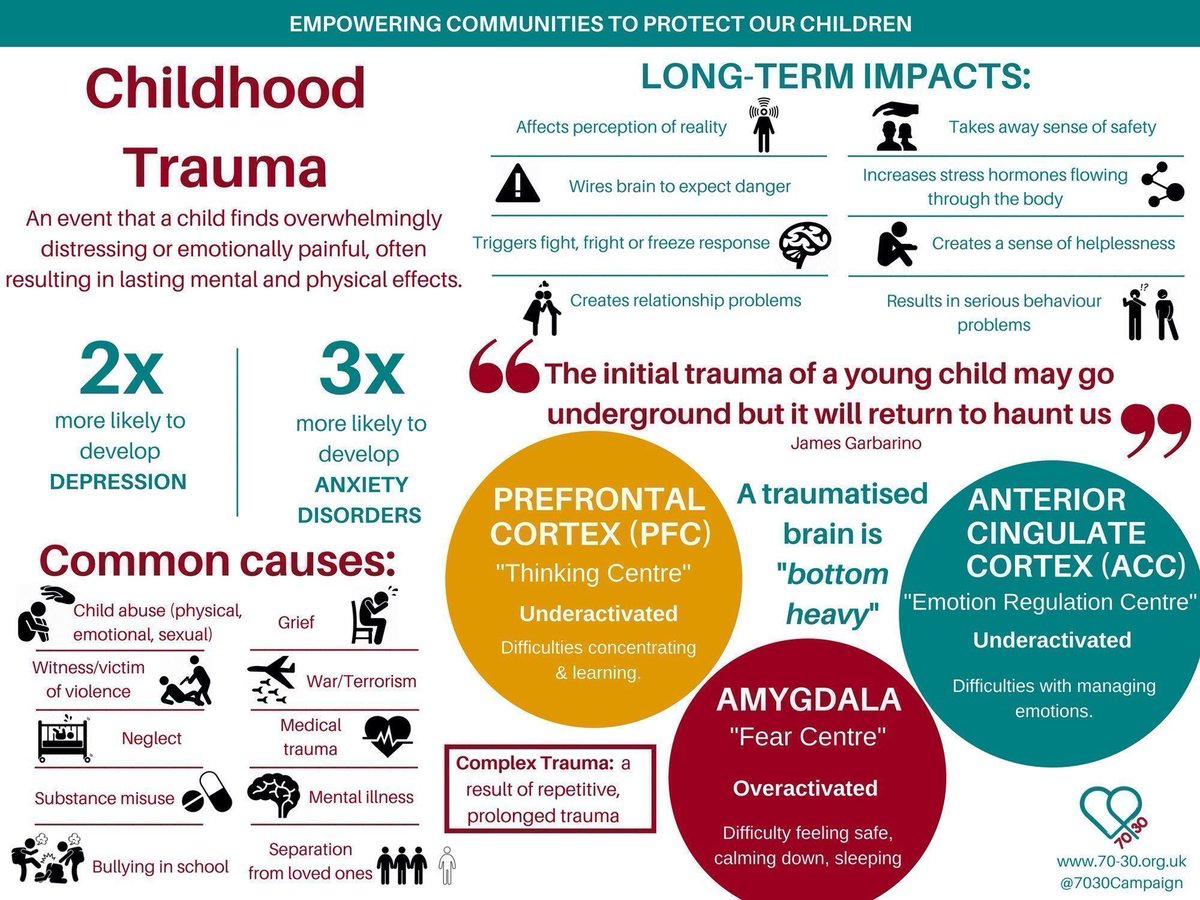 EMPOWERING COMMUNITIES TO PROTECT OUR CHILDREN
Childhood
Trauma
An event that a child finds overwhelmingly
distressing or emotionally painful, often
resulting in lasting mental and physical effects.
2x
more likely to
develop
DEPRESSION
3x
more likely to
develop
ANXIETY
DISORDERS
Common causes:
Child abuse (physical,
emotional, sexual)
Grief
Witness/victim
of violence
War/Terrorism
Neglect
Medical
trauma
Substance misuse
Mental illness
Bullying in school
Separation
from loved ones
LONG-TERM IMPACTS:
Affects perception of reality
Takes away sense of safety
Wires brain to expect danger
Increases stress hormones flowing
through the body
Triggers fight, fright or freeze response
Creates a sense of helplessness
Creates relationship problems
Results in serious behaviour
problems
!?
“The initial trauma of a young child may go
underground but it will return to haunt us”
James Garbarino
PREFRONTAL
CORTEX (PFC)
"Thinking Centre"
Underactivated
Difficulties concentrating
& learning.
A traumatised
brain is
"bottom
heavy"
ANTERIOR
CINGULATE
CORTEX (ACC)
"Emotion Regulation Centre"
Underactivated
Difficulties with managing
emotions.
AMYGDALA
"Fear Centre"
Overactivated
Difficulty feeling safe,
calming down, sleeping
Complex Trauma: a
result of repetitive,
prolonged trauma
70/30
www.70-30.org.uk
@7030Campaign